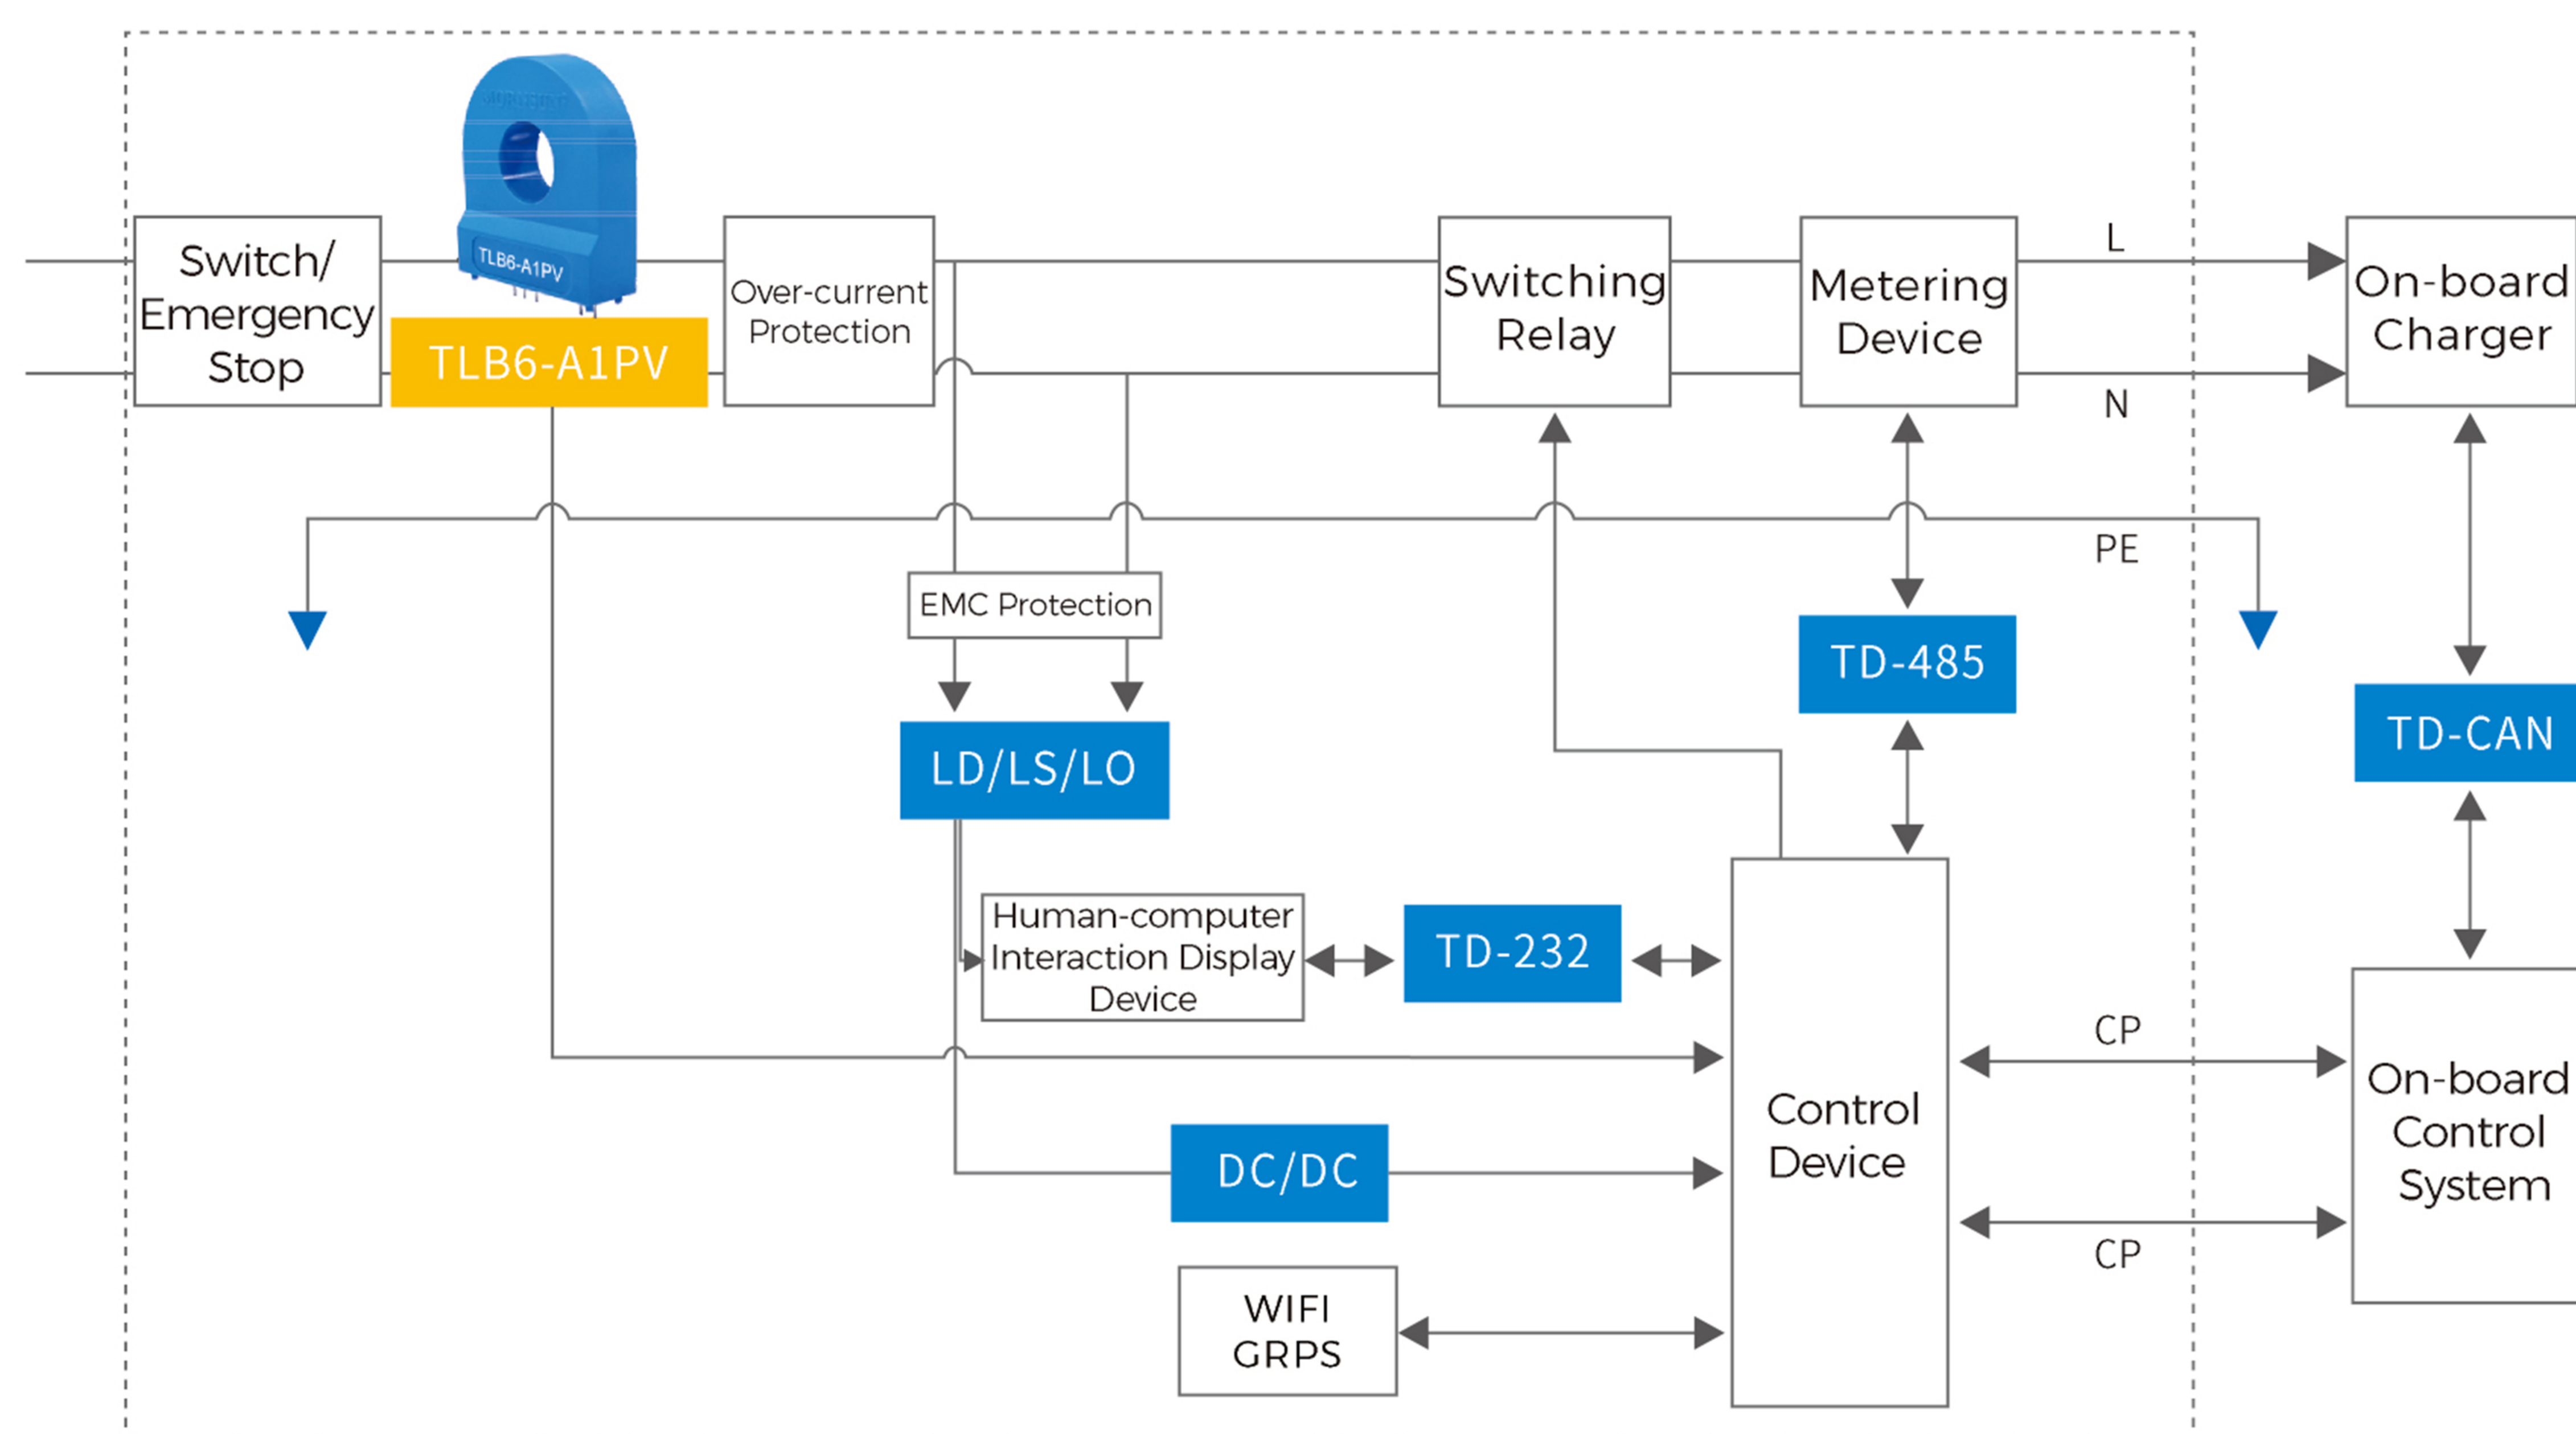 TLB6-A1PV
Switch/
Emergency
Stop
TLB6-A1PV
Over-current
Protection
Switching
Relay
Metering
Device
L
N
On-board
Charger
PE
EMC Protection
TD-485
TD-CAN
LD/LS/LO
Human-computer
Interaction Display
Device
TD-232
CP
Control
Device
On-board
Control
System
DC/DC
CP
WIFI
GRPS